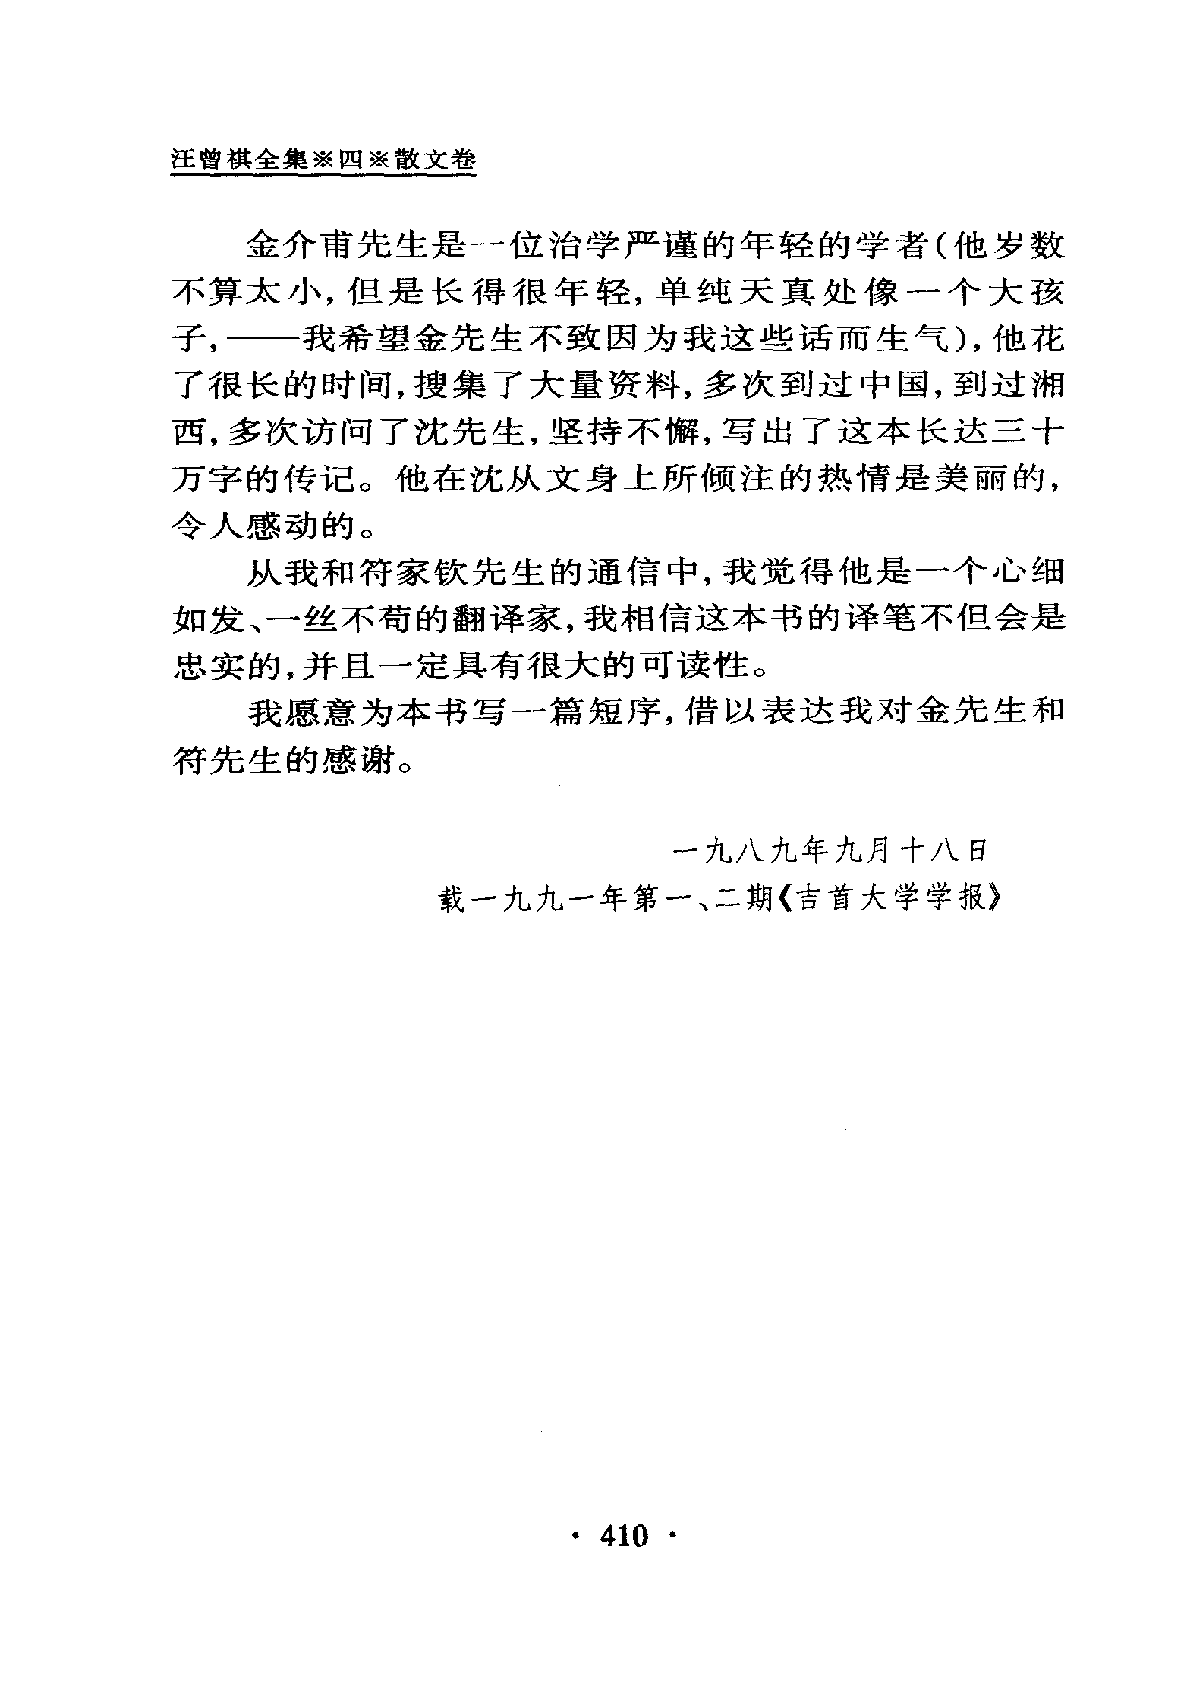 汪曾祺全集※四※散文卷
金介甫先生是一位治学严谨的年轻的学者(他岁数
不算太小,但是长得很年轻,单纯天真处像一个大孩
子,——我希望金先生不致因为我这些话而生气),他花
了很长的时间,搜集了大量资料,多次到过中国,到过湘
西,多次访问了沈先生,坚持不懈,写出了这本长达三十
万字的传记。他在沈从文身上所倾注的热情是美丽的,
令人感动的。
从我和符家钦先生的通信中,我觉得他是一个心细
如发、一丝不苟的翻译家,我相信这本书的译笔不但会是
忠实的,并且一定具有很大的可读性。
我愿意为本书写一篇短序,借以表达我对金先生和
符先生的感谢。
一九八九年九月十八日
载一九九一年第一、二期《吉首大学学报》
· 410 ·